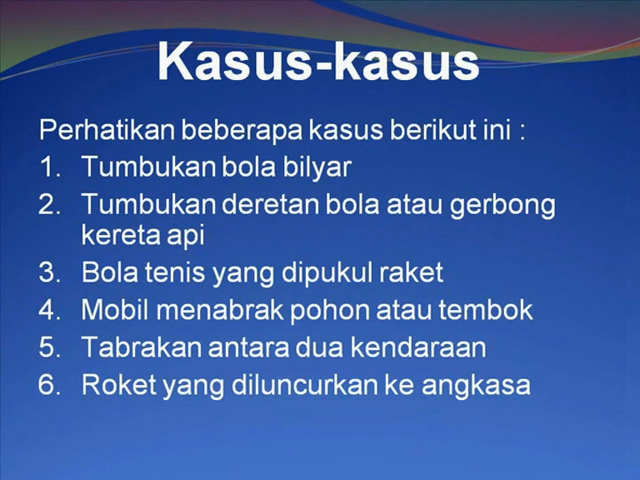 Kasus-kasus
Perhatikan beberapa kasus berikut ini :
1. Tumbukan bola bilyar
2. Tumbukan deretan bola atau gerbong
kereta api
3. Bola tenis yang dipukul raket
4. Mobil menabrak pohon atau tembok
5. Tabrakan antara dua kendaraan
6. Roket yang diluncurkan ke angkasa